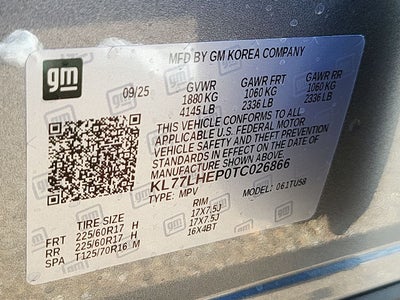 gm
MFD BY GM KOREA COMPANY
09/25 GVWR GAWR FRT GAWR RR
1880 KG 1060 KG 1060 KG
4145 LB 2336 LB 2336 LB
THIS VEHICLE CONFORMS TO ALL
APPLICABLE U.S. FEDERAL MOTOR
VEHICLE SAFETY AND THEFT PREVENTION
STANDARDS IN EFFECT ON THE DATE OF
MANUFACTURE SHOWN ABOVE.
KL77LHEP0TC026866
TYPE: MPV MODEL: 061TU58
TIRE SIZE RIM
FRT 225/60R17 H 17X7.5J
RR 225/60R17 H 17X7.5J
SPA T125/70R16 M 16X4BT